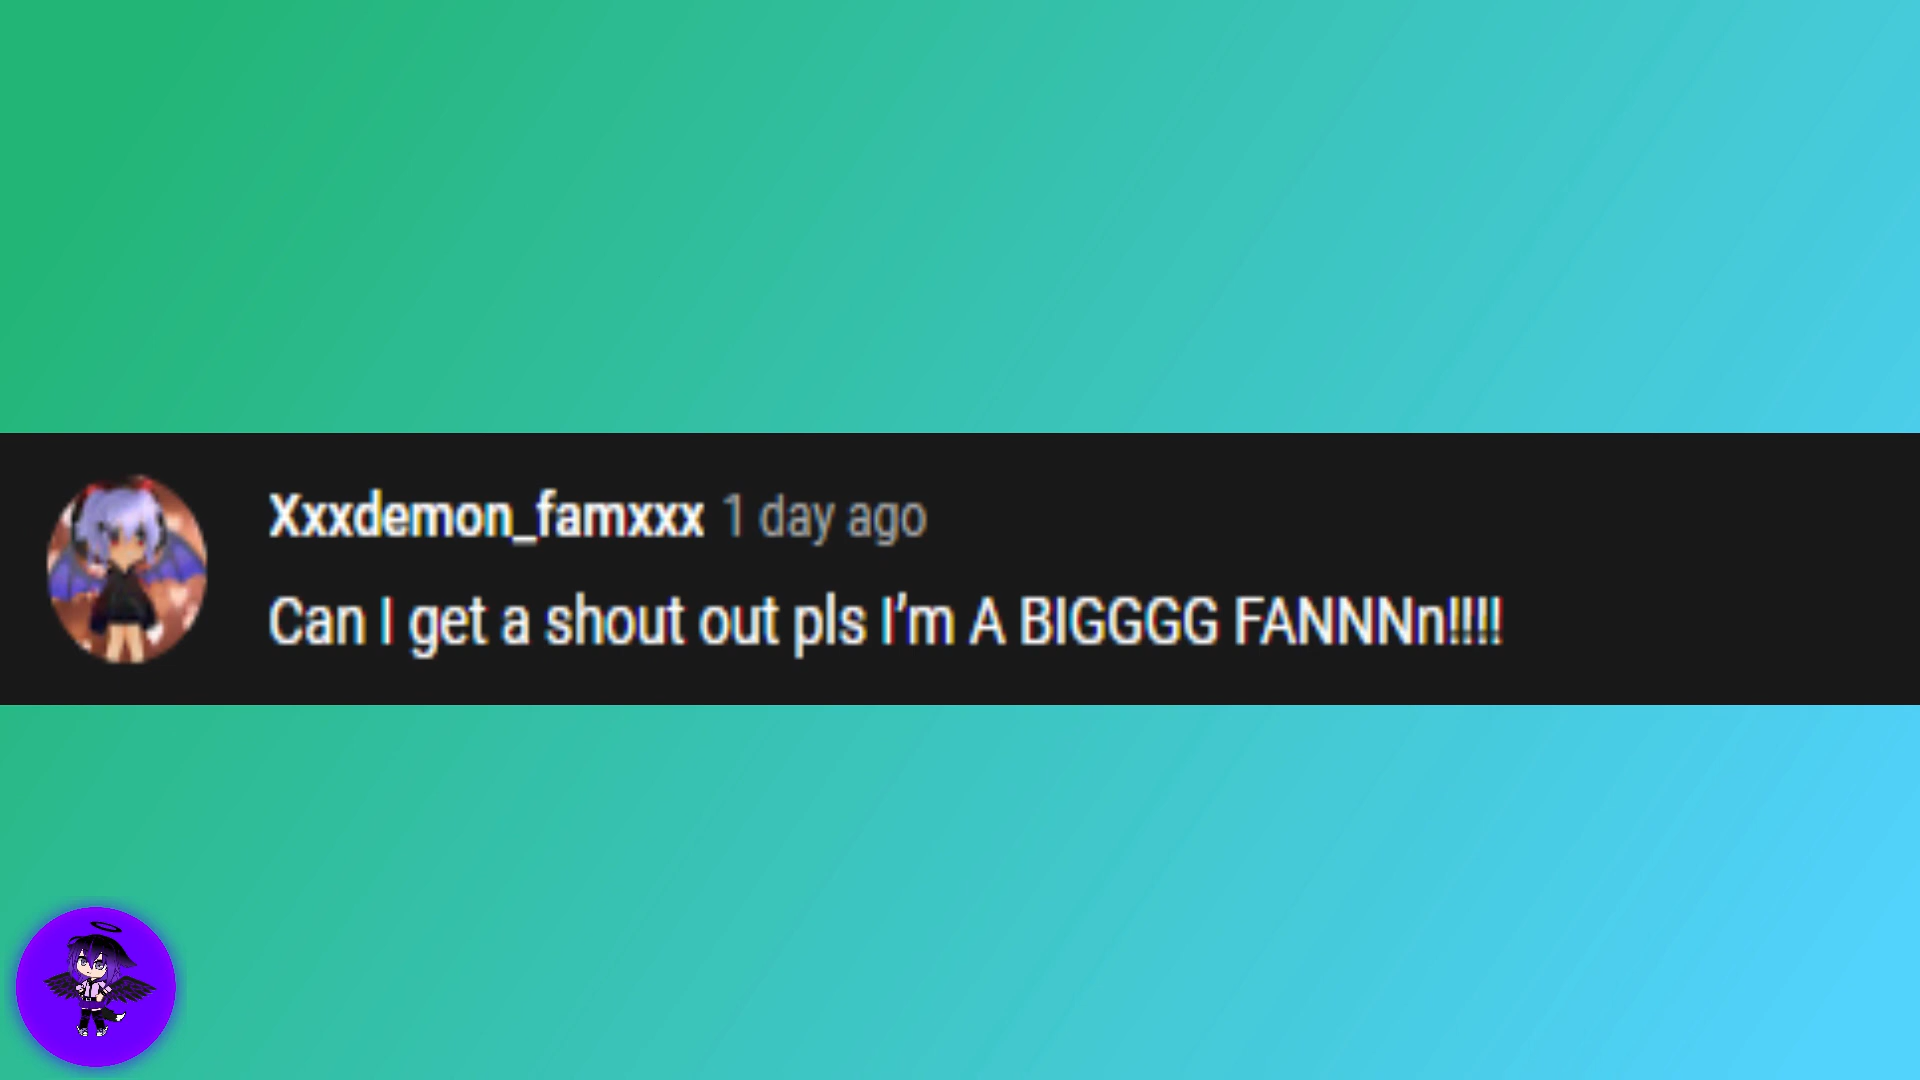 Xxxdemon_famxxx 1 day ago
Can I get a shout out pls I'm A BIGGGG FANNNn!!!!